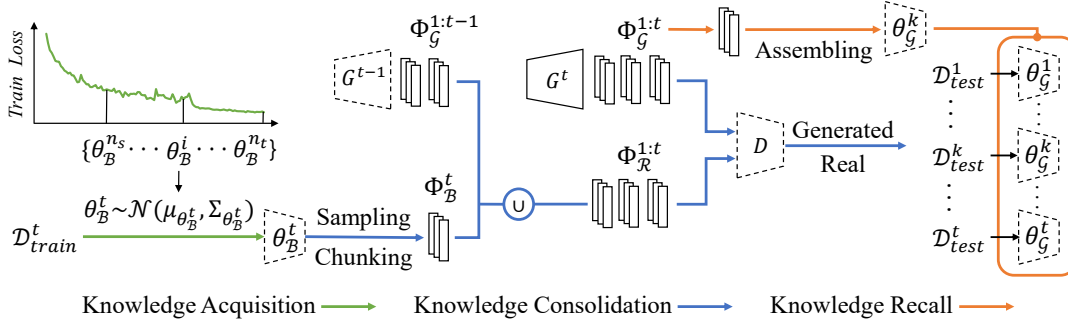 Train Loss
{θ_ℬ^{n_s} ··· θ_ℬ^i ··· θ_ℬ^{n_t}}
θ_ℬ^t~𝒩(μ_{θ_ℬ^t}, Σ_{θ_ℬ^t})
𝒟_{train}^t
θ_ℬ^t
Sampling
Chunking
Φ_𝒢^{1:t−1}
G^{t−1}
Φ_ℬ^t
∪
Φ_𝒢^{1:t}
G^t
Φ_ℛ^{1:t}
D
Generated
Real
Assembling
θ_𝒢^k
𝒟_{test}^1 θ_𝒢^1
𝒟_{test}^k θ_𝒢^k
𝒟_{test}^t θ_𝒢^t
Knowledge Acquisition Knowledge Consolidation Knowledge Recall